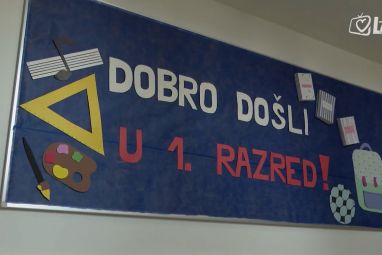 DOBRO DOŠLI
U 1. RAZRED!